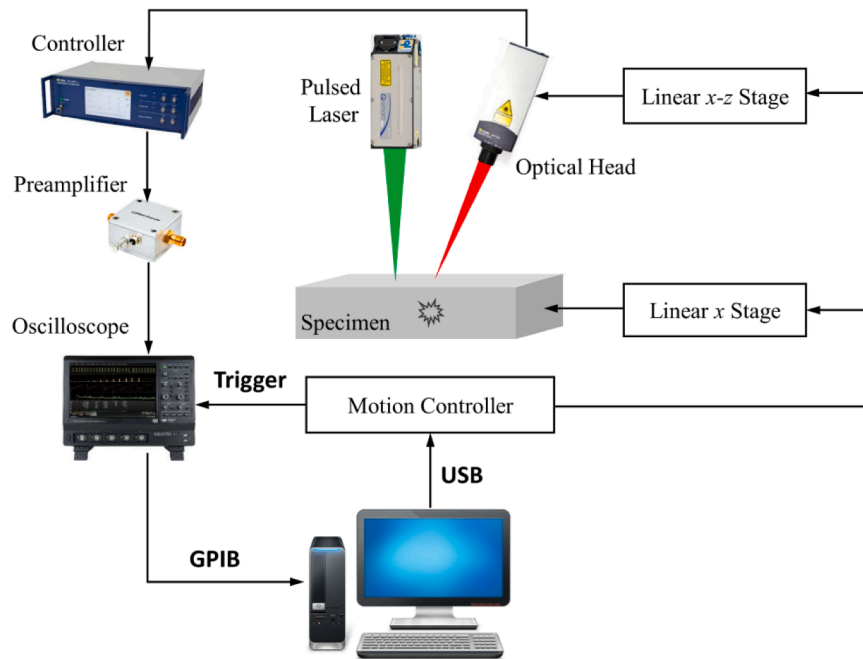 Controller
Pulsed
Laser
Linear x-z Stage
Optical Head
Preamplifier
Specimen
Linear x Stage
Oscilloscope
Trigger
Motion Controller
USB
GPIB